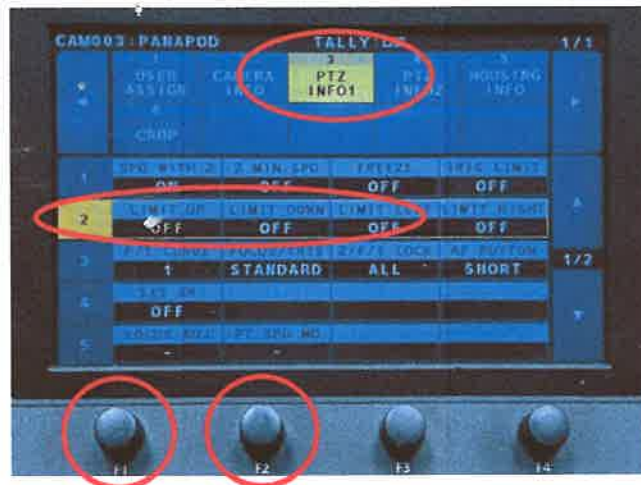 CAM003:PANAPOD TALLY 1/1
1 3 4 5
USER ASSIGN CAMERA INFO PTZ INFO1 PTZ INFO2 HOUSING INFO
6
CROP
1 SPD WITH Z Z MIN SPD FREEZE IRIS LIMIT
ON OFF OFF OFF
2 LIMIT UP LIMIT DOWN LIMIT LEFT LIMIT RIGHT
OFF OFF OFF OFF
3 FOCUS/IRIS Z/F/I LOCK AF BUTTON 1/2
1 STANDARD ALL SHORT
4
OFF
5
- -
F1 F2 F3 F4